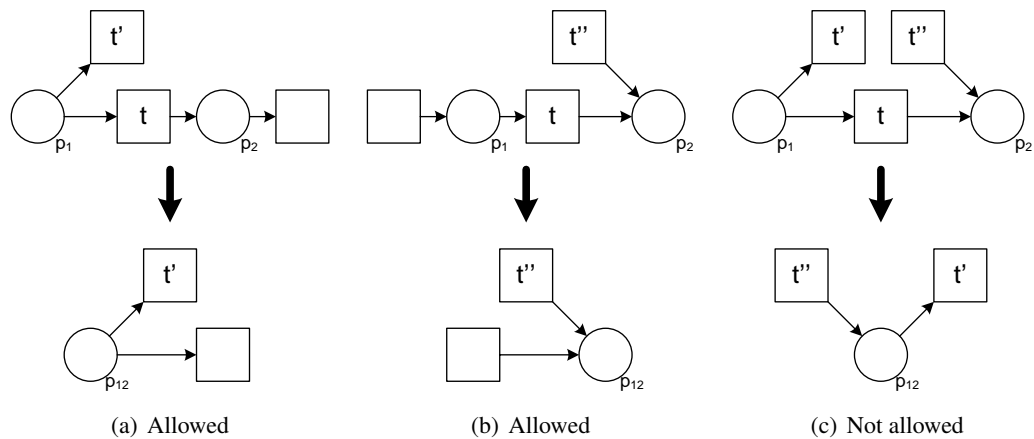 t' t'' t' t''
t t t
p₁ p₂ p₁ p₂ p₁ p₂
t' t'' t'' t'
p₁₂ p₁₂ p₁₂
(a) Allowed (b) Allowed (c) Not allowed